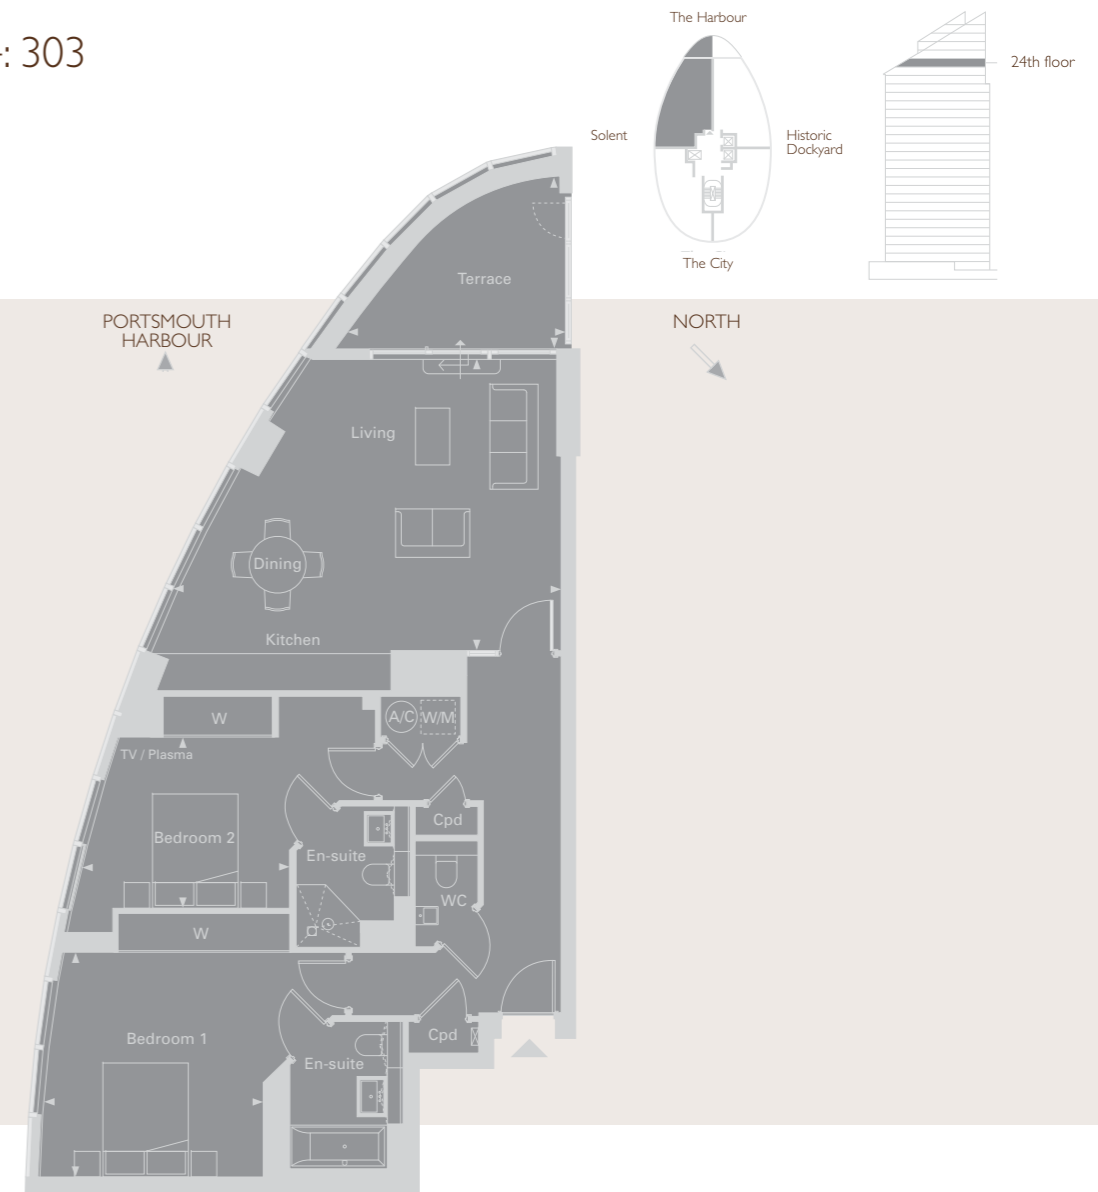 : 303
The Harbour
24th floor
Solent
Historic
Dockyard
The City
PORTSMOUTH
HARBOUR
NORTH
Terrace
Living
Dining
Kitchen
W
A/C
W/M
TV / Plasma
Bedroom 2
Cpd
En-suite
WC
W
Bedroom 1
Cpd
En-suite